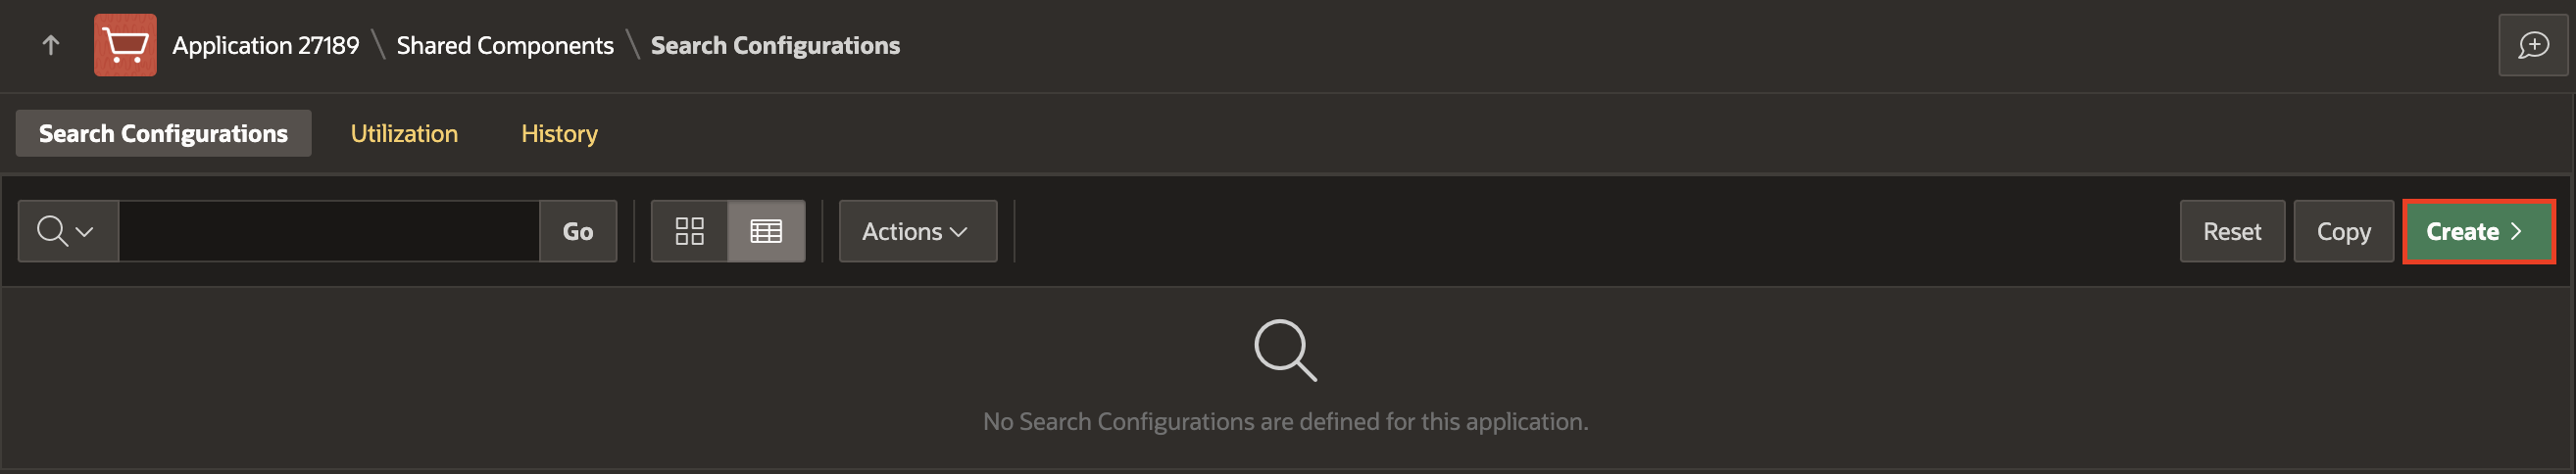 Application 27189 \ Shared Components \ Search Configurations
Search Configurations Utilization History
Go Actions Reset Copy Create
No Search Configurations are defined for this application.